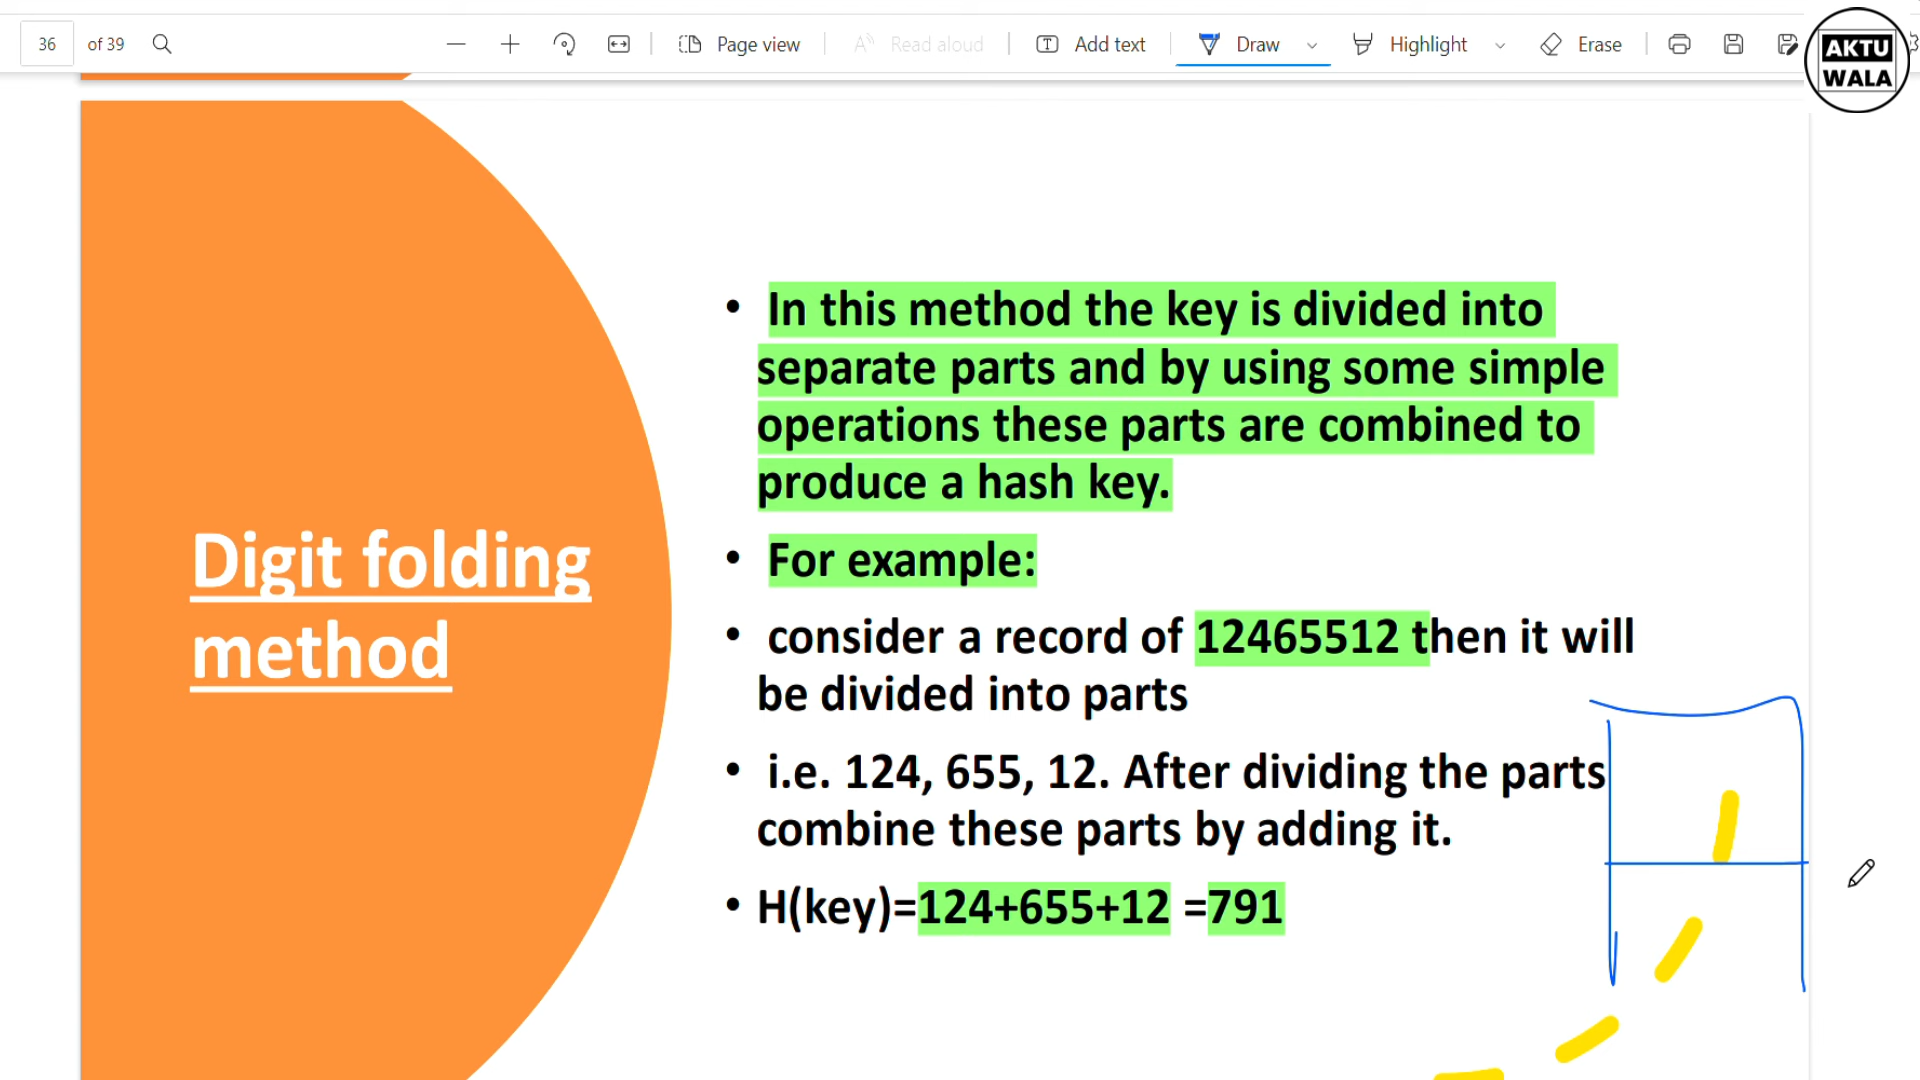 36 of 39 Page view Read aloud Add text Draw Highlight Erase
AKTU
WALA
Digit folding
method
• In this method the key is divided into
separate parts and by using some simple
operations these parts are combined to
produce a hash key.
• For example:
• consider a record of 12465512 then it will
be divided into parts
• i.e. 124, 655, 12. After dividing the parts
combine these parts by adding it.
• H(key)=124+655+12 =791